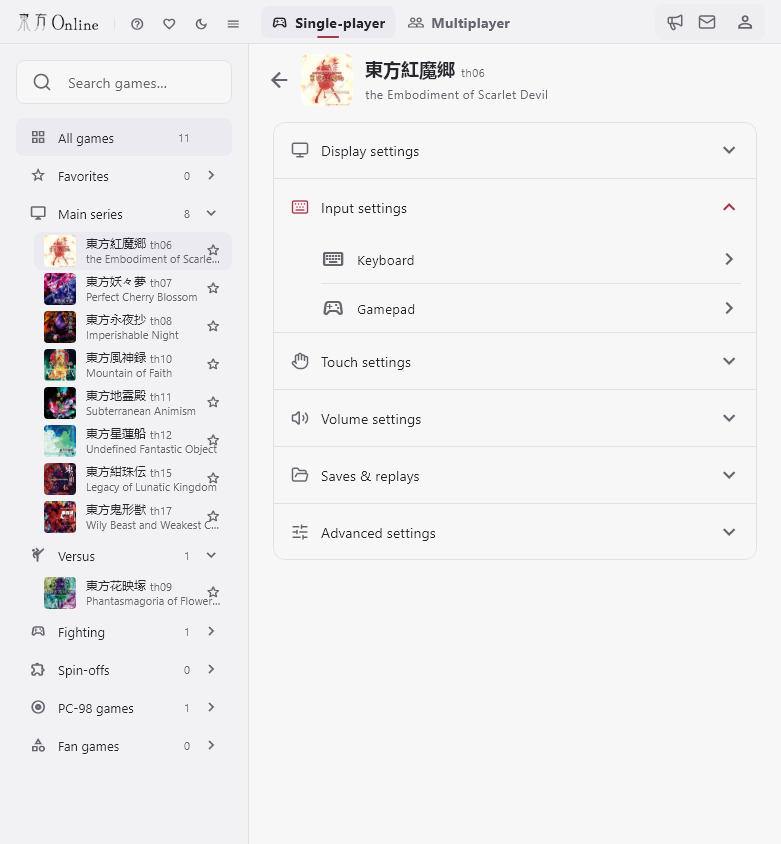 東方 Online
Single-player
Multiplayer
Search games...
All games 11
Favorites 0
Main series 8
東方紅魔郷 th06
the Embodiment of Scarle...
東方妖々夢 th07
Perfect Cherry Blossom
東方永夜抄 th08
Imperishable Night
東方風神録 th10
Mountain of Faith
東方地霊殿 th11
Subterranean Animism
東方星蓮船 th12
Undefined Fantastic Object
東方紺珠伝 th15
Legacy of Lunatic Kingdom
東方鬼形獣 th17
Wily Beast and Weakest C...
Versus 1
東方花映塚 th09
Phantasmagoria of Flower...
Fighting 1
Spin-offs 0
PC-98 games 1
Fan games 0
東方紅魔郷 th06
the Embodiment of Scarlet Devil
Display settings
Input settings
Keyboard
Gamepad
Touch settings
Volume settings
Saves & replays
Advanced settings